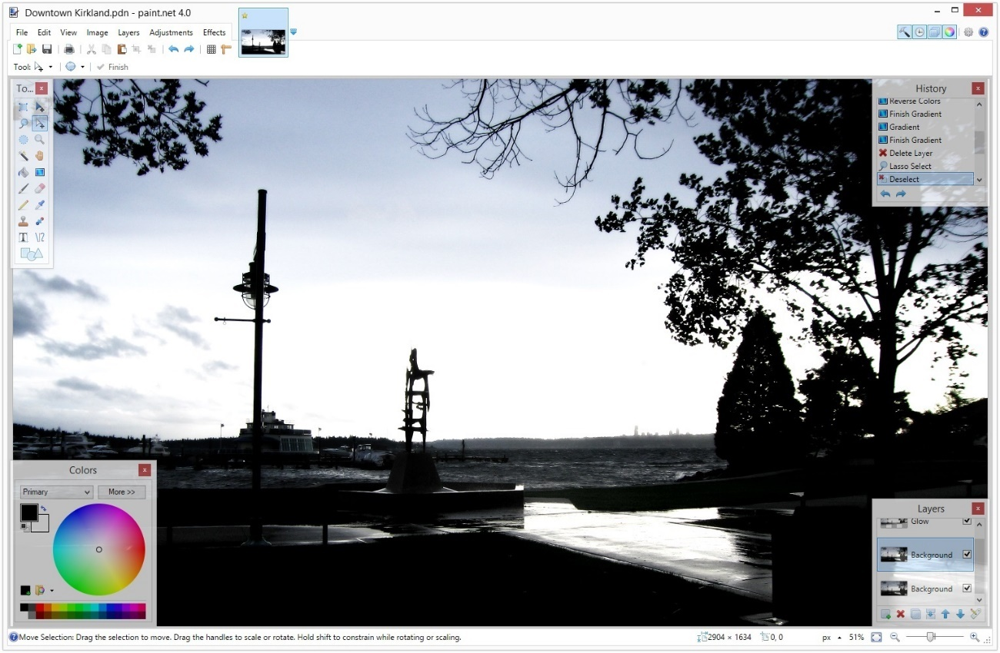 Downtown Kirkland.pdn - paint.net 4.0
File Edit View Image Layers Adjustments Effects
Tool: Finish
To...
History
Reverse Colors
Finish Gradient
Gradient
Finish Gradient
Delete Layer
Lasso Select
Deselect
Colors
Primary More >>
Layers
Glow
Background
Background
Move Selection: Drag the selection to move. Drag the handles to scale or rotate. Hold shift to constrain while rotating or scaling. 2904 × 1634 0, 0 px 51%